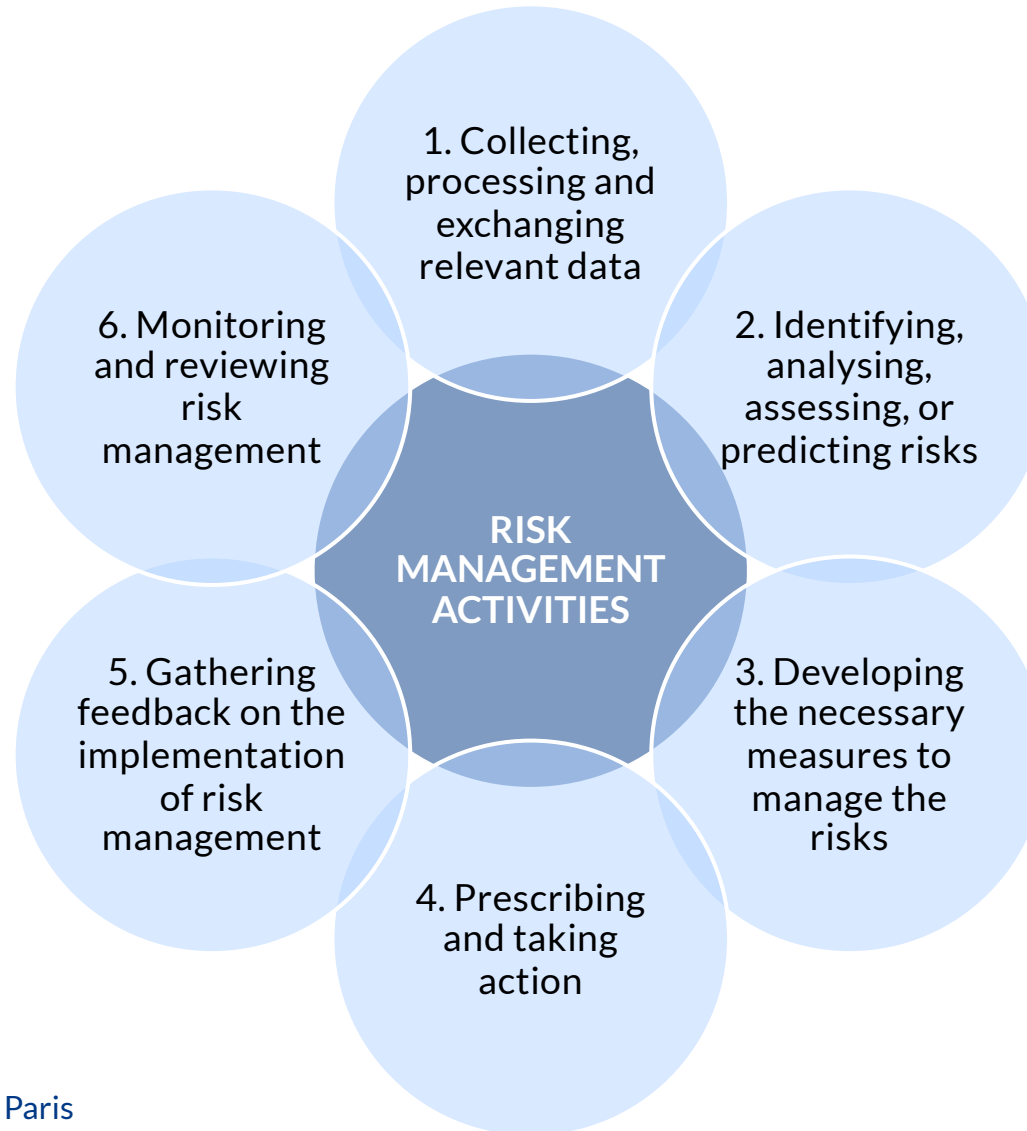 1. Collecting,
processing and
exchanging
relevant data
2. Identifying,
analysing,
assessing, or
predicting risks
3. Developing
the necessary
measures to
manage the
risks
4. Prescribing
and taking
action
5. Gathering
feedback on the
implementation
of risk
management
6. Monitoring
and reviewing
risk
management
RISK
MANAGEMENT
ACTIVITIES
Paris